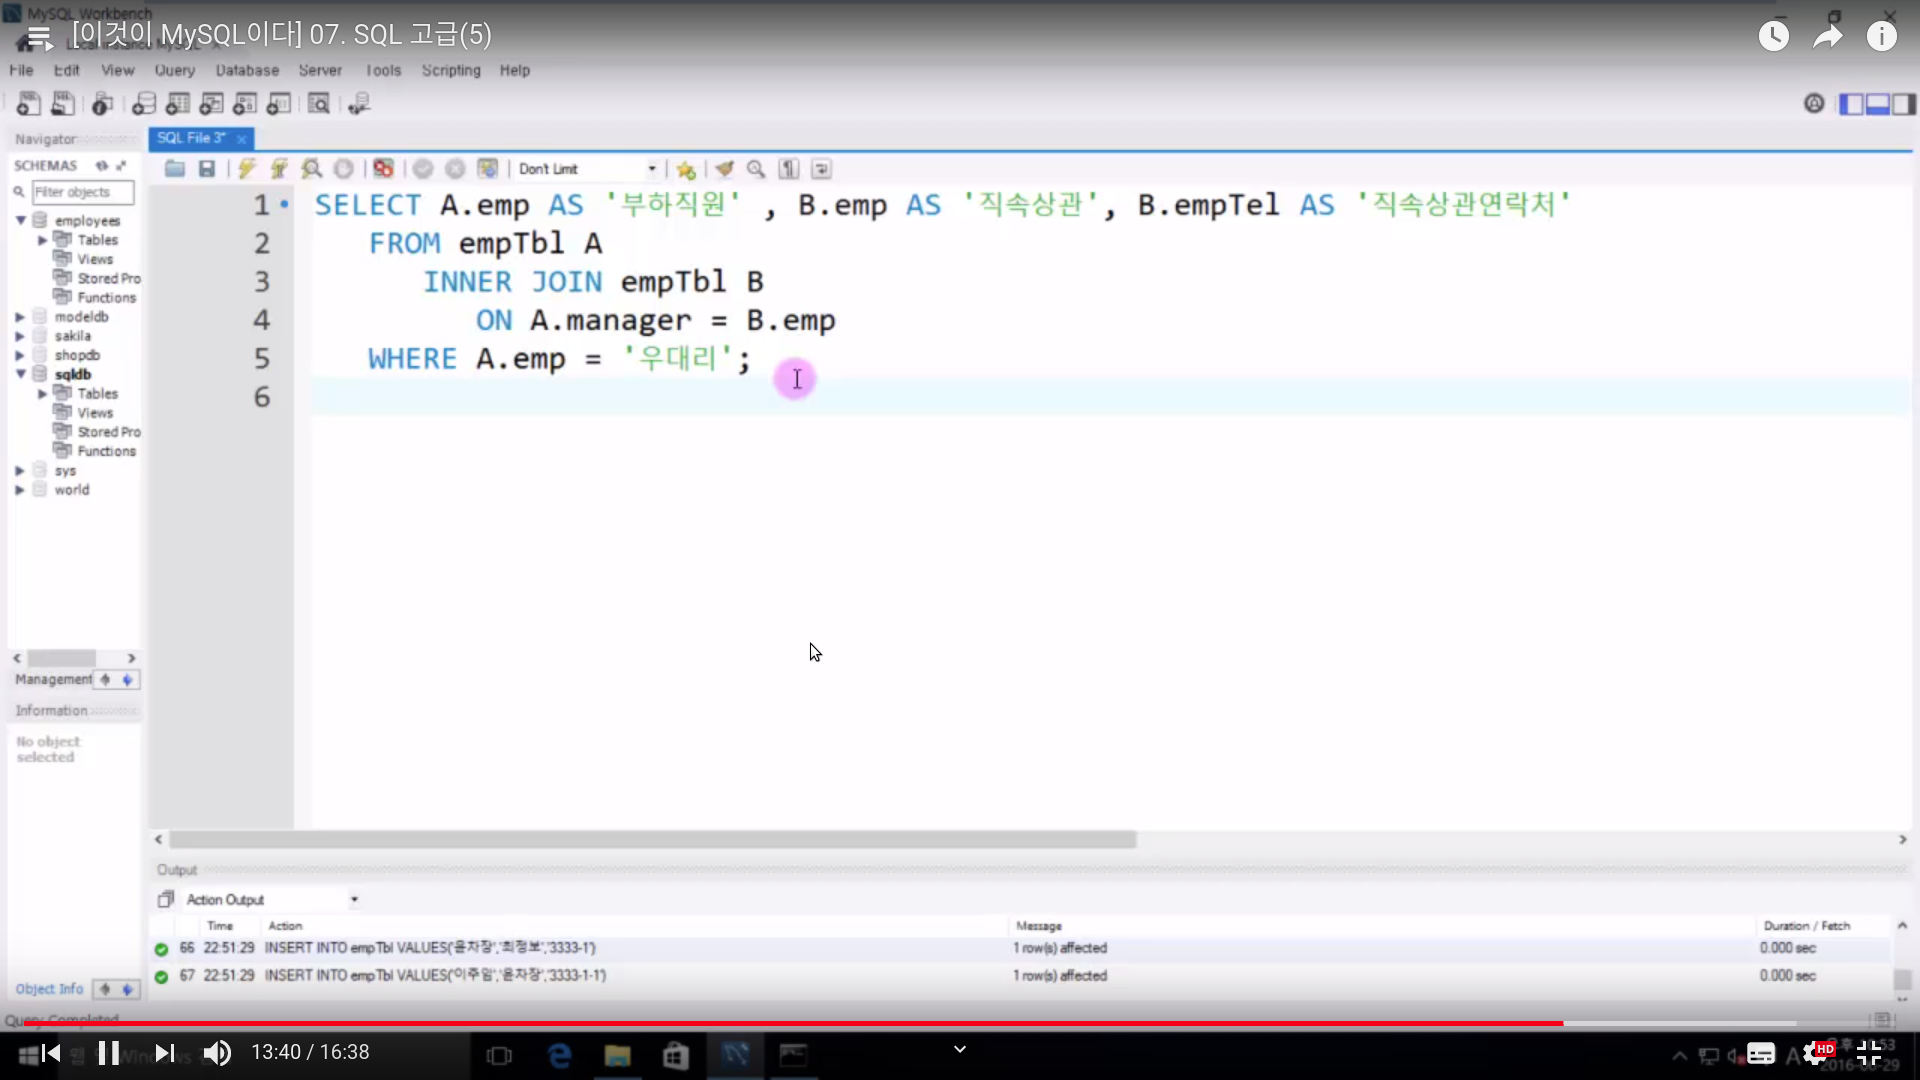 MySQL Workbench
[이것이 MySQL이다] 07. SQL 고급(5)
File Edit View Query Database Server Tools Scripting Help
Navigator
SQL File 3*
SCHEMAS
Don't Limit
Filter objects
employees
Tables
Views
Stored Pro
Functions
modeldb
sakila
shopdb
sqldb
Tables
Views
Stored Pro
Functions
sys
world
Management
Information
No object
selected
Object Info
1 SELECT A.emp AS '부하직원' , B.emp AS '직속상관', B.empTel AS '직속상관연락처'
2 FROM empTbl A
3 INNER JOIN empTbl B
4 ON A.manager = B.emp
5 WHERE A.emp = '우대리';
6
Output
Action Output
Time Action Message Duration / Fetch
66 22:51:29 INSERT INTO empTbl VALUES('윤차장','최정보','3333-1') 1 row(s) affected 0.000 sec
67 22:51:29 INSERT INTO empTbl VALUES('이주임','윤차장','3333-1-1') 1 row(s) affected 0.000 sec
Query Completed
13:40 / 16:38
HD